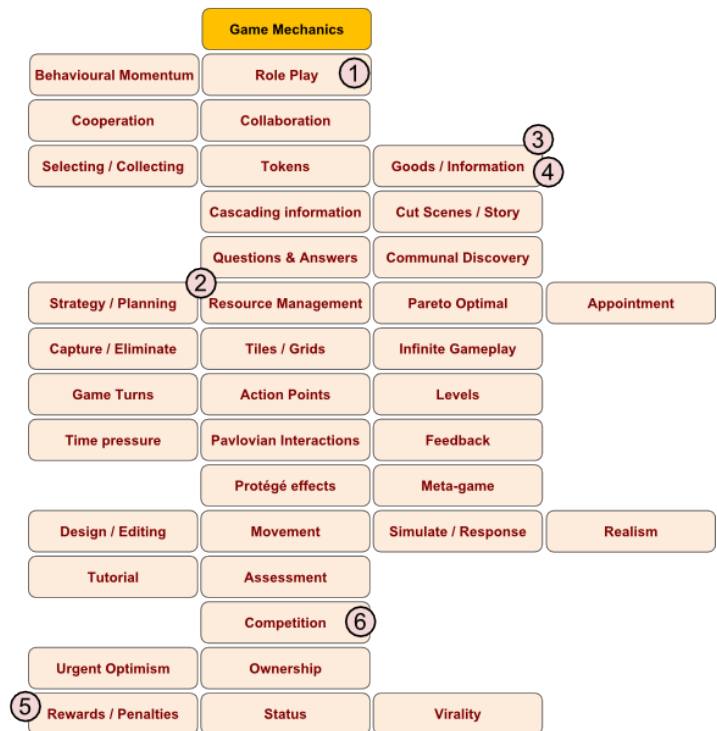 Game Mechanics
Behavioural Momentum Role Play 1
Cooperation Collaboration
3
Selecting / Collecting Tokens Goods / Information 4
Cascading information Cut Scenes / Story
Questions & Answers Communal Discovery
2
Strategy / Planning Resource Management Pareto Optimal Appointment
Capture / Eliminate Tiles / Grids Infinite Gameplay
Game Turns Action Points Levels
Time pressure Pavlovian Interactions Feedback
Protégé effects Meta-game
Design / Editing Movement Simulate / Response Realism
Tutorial Assessment
Competition 6
Urgent Optimism Ownership
5 Rewards / Penalties Status Virality